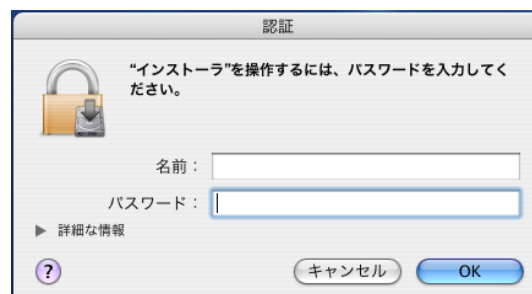 認証
“インストーラ”を操作するには、パスワードを入力してく
ださい。
名前：
パスワード：
▶ 詳細な情報
?
キャンセル
OK